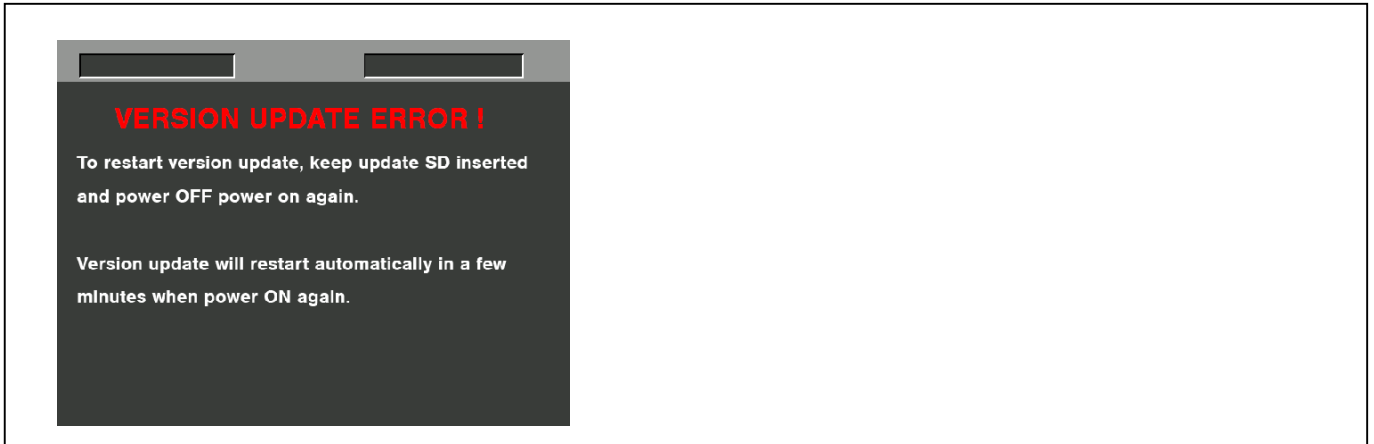 VERSION UPDATE ERROR !
To restart version update, keep update SD inserted
and power OFF power on again.
Version update will restart automatically in a few
minutes when power ON again.